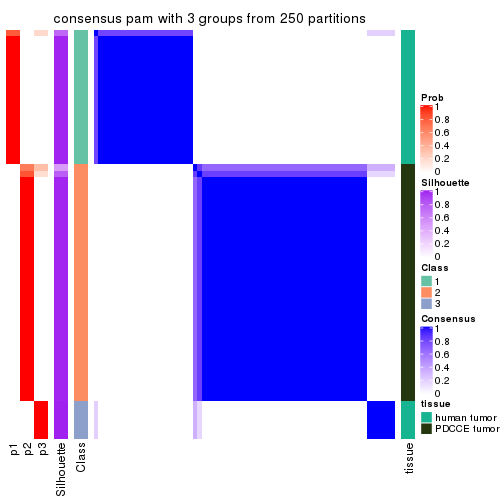 consensus pam with 3 groups from 250 partitions
Prob
1
0.8
0.6
0.4
0.2
0
Silhouette
1
0.8
0.6
0.4
0.2
0
Class
1
2
3
Consensus
1
0.8
0.6
0.4
0.2
0
tissue
human tumor
PDCCE tumor
p1
p2
p3
Silhouette
Class
tissue